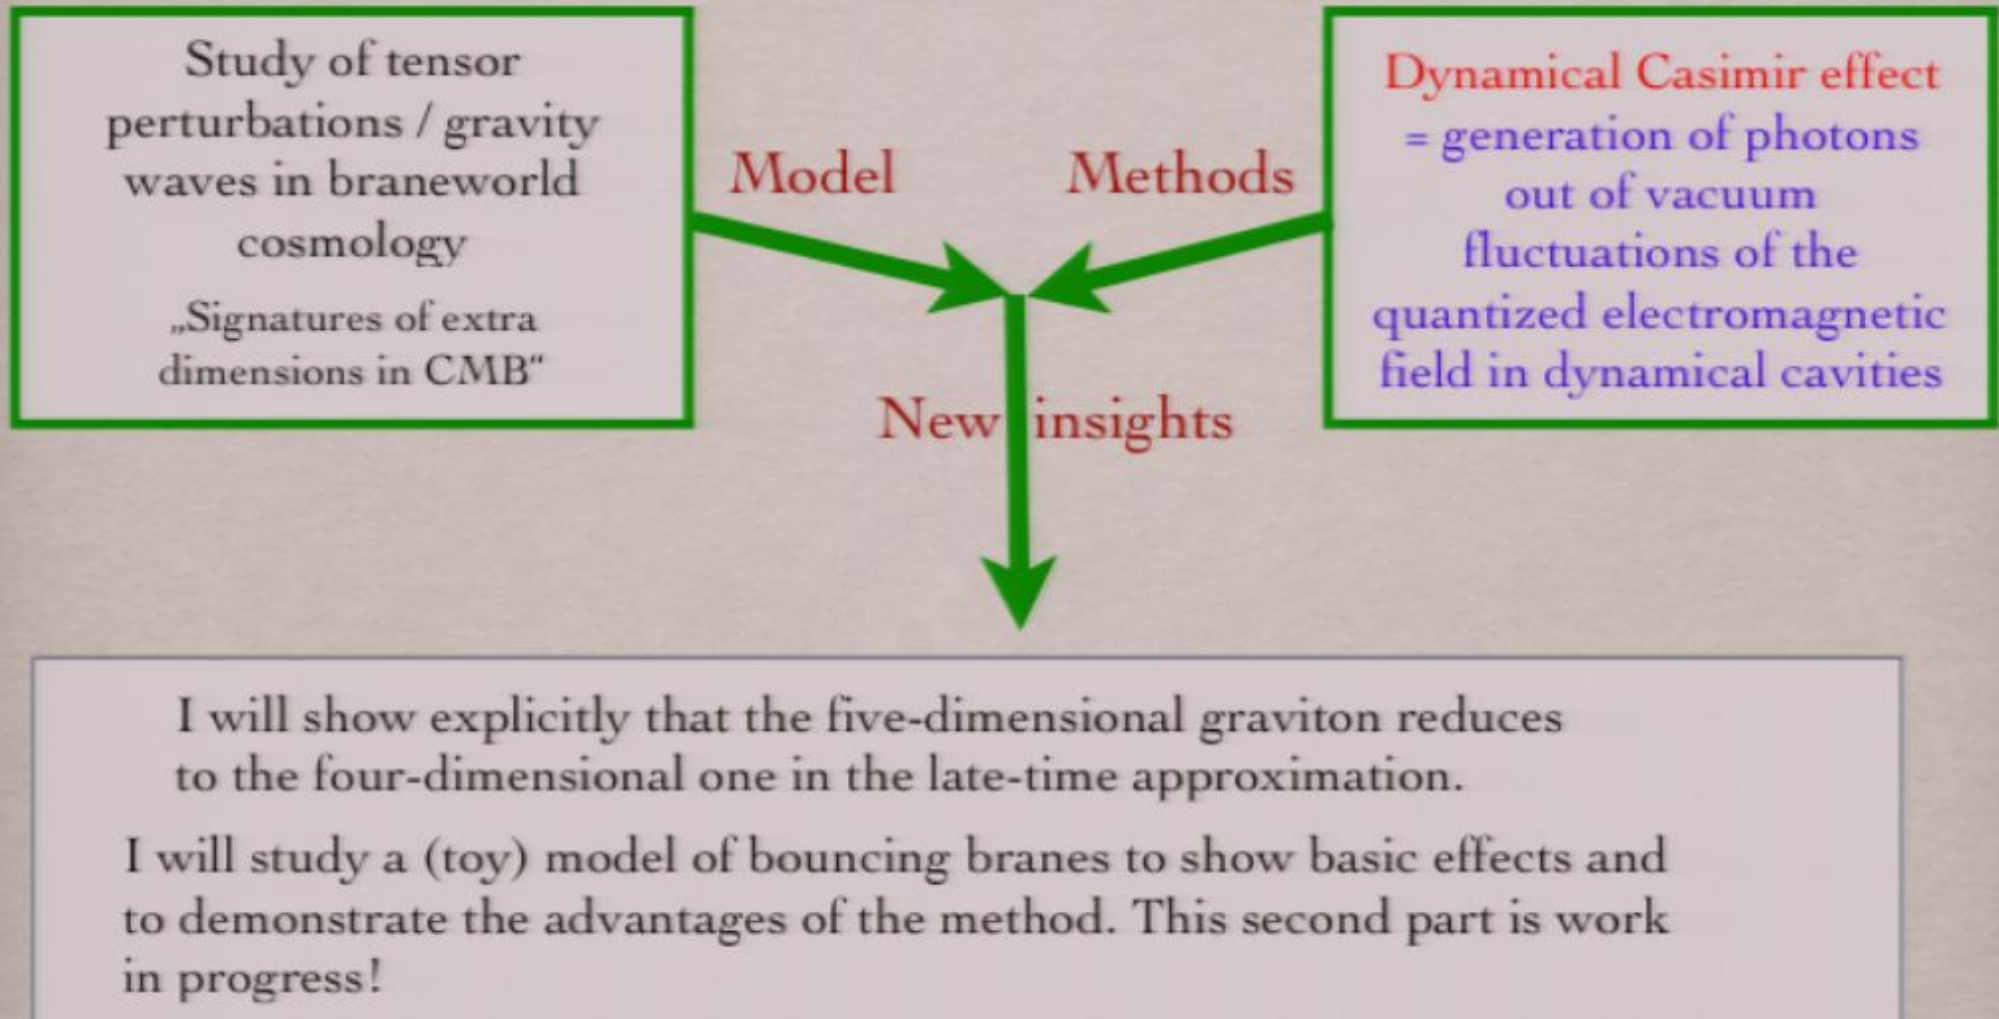 Study of tensor
perturbations / gravity
waves in braneworld
cosmology
„Signatures of extra
dimensions in CMB“
Model
Methods
Dynamical Casimir effect
= generation of photons
out of vacuum
fluctuations of the
quantized electromagnetic
field in dynamical cavities
New insights
I will show explicitly that the five-dimensional graviton reduces
to the four-dimensional one in the late-time approximation.
I will study a (toy) model of bouncing branes to show basic effects and
to demonstrate the advantages of the method. This second part is work
in progress!